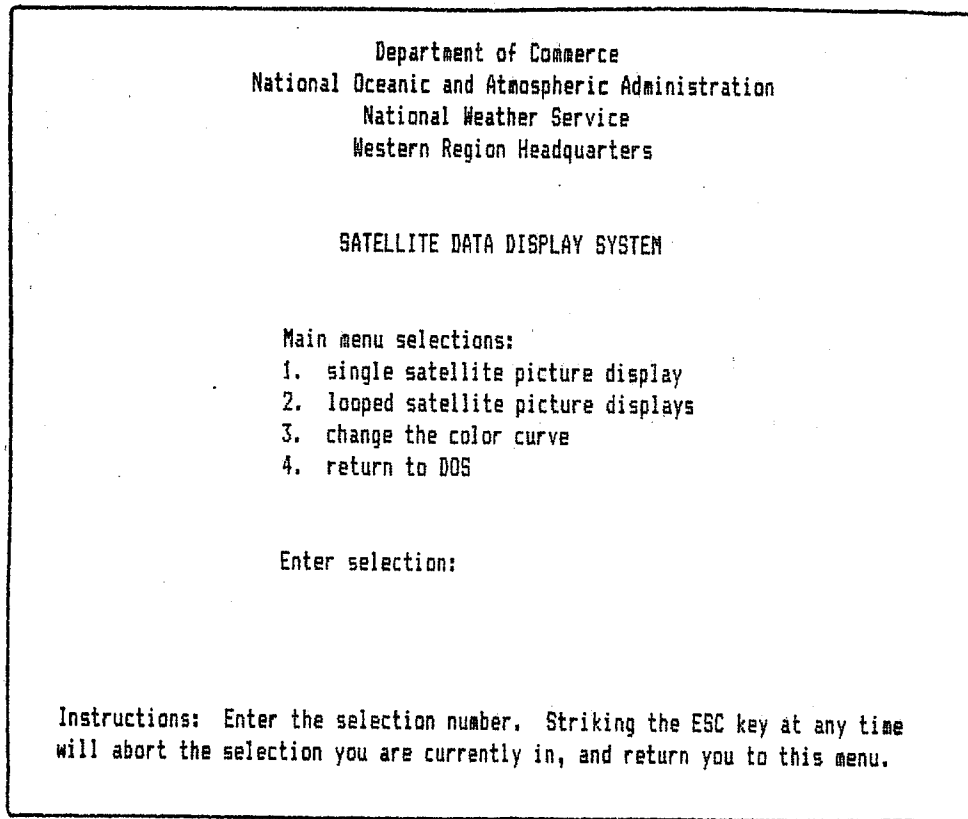 Department of Commerce
National Oceanic and Atmospheric Administration
National Weather Service
Western Region Headquarters
SATELLITE DATA DISPLAY SYSTEM
Main menu selections:
1. single satellite picture display
2. looped satellite picture displays
3. change the color curve
4. return to DOS
Enter selection:
Instructions: Enter the selection number. Striking the ESC key at any time
will abort the selection you are currently in, and return you to this menu.